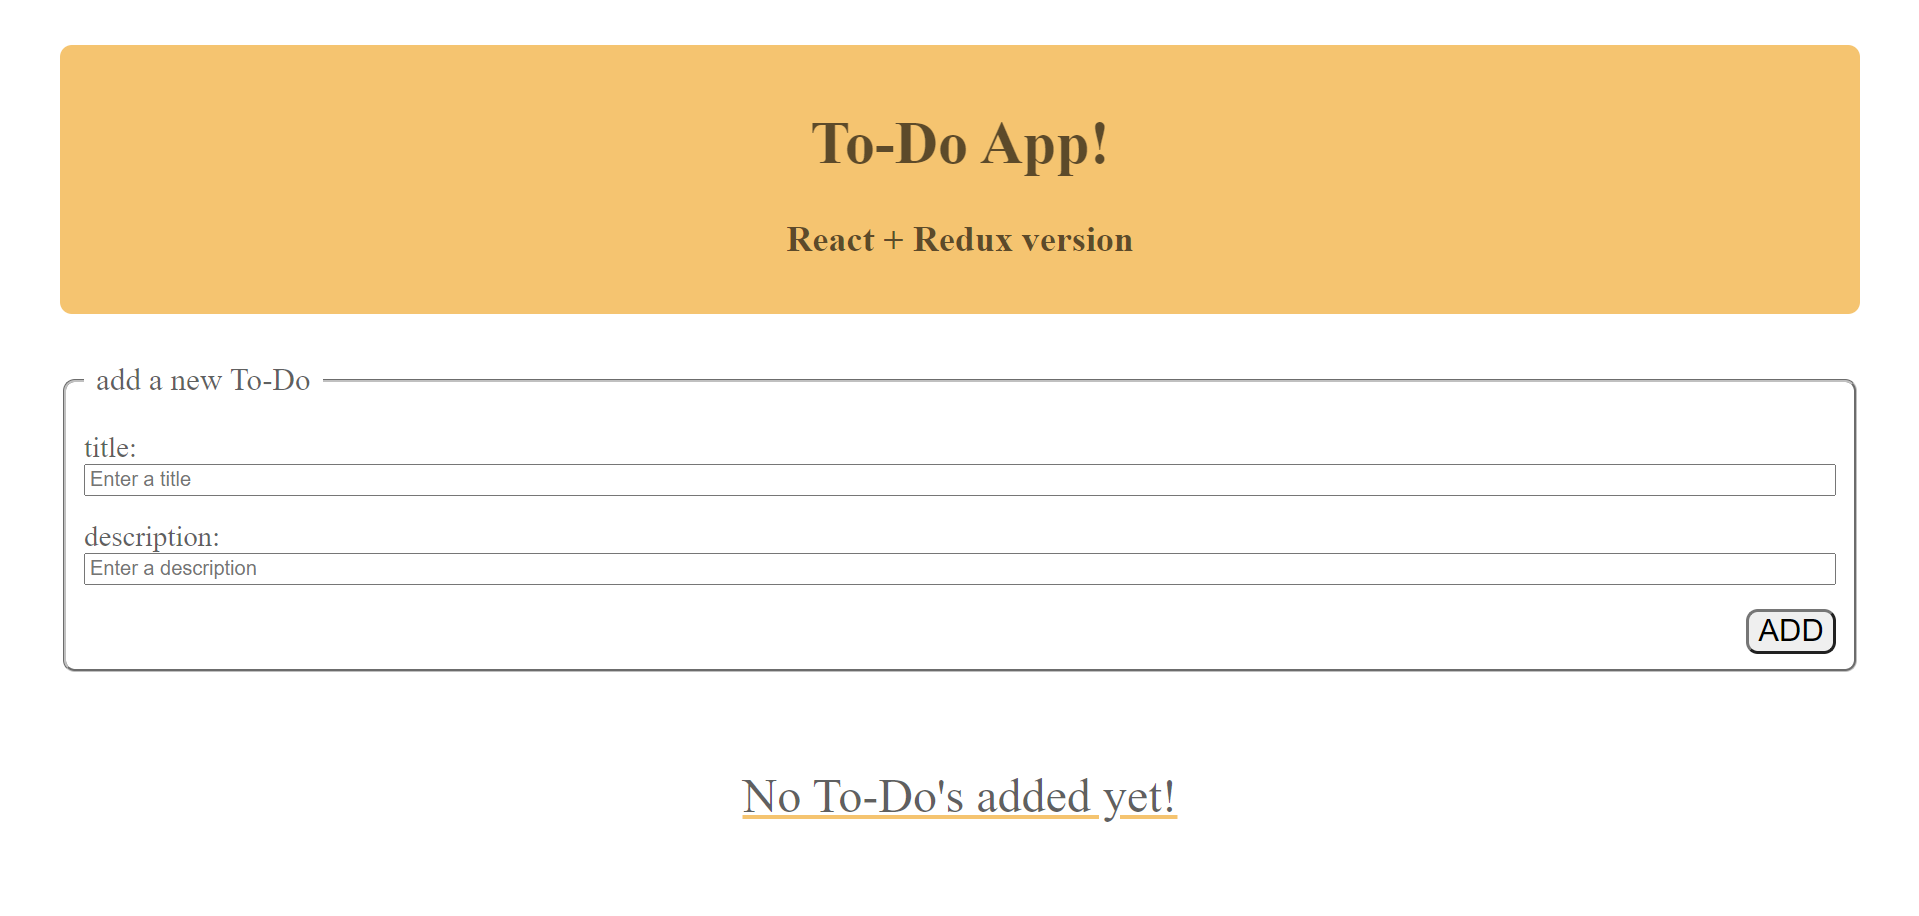 To-Do App!
React + Redux version
add a new To-Do
title:
Enter a title
description:
Enter a description
ADD
No To-Do's added yet!